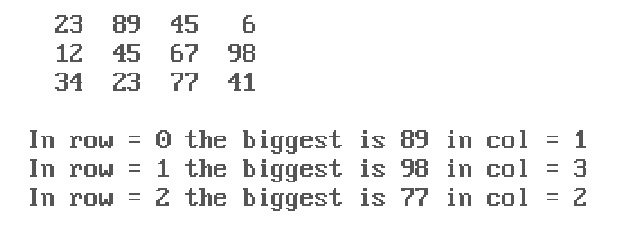 23 89 45 6
12 45 67 98
34 23 77 41
In row = 0 the biggest is 89 in col = 1
In row = 1 the biggest is 98 in col = 3
In row = 2 the biggest is 77 in col = 2